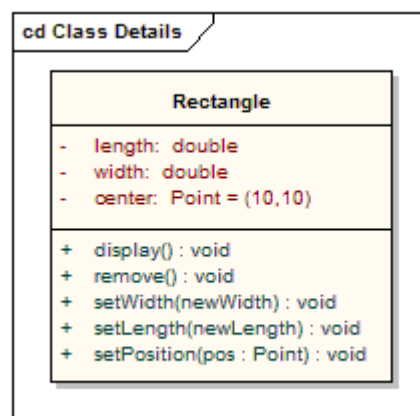 cd Class Details
Rectangle
- length: double
- width: double
- center: Point = (10,10)
+ display() : void
+ remove() : void
+ setWidth(newWidth) : void
+ setLength(newLength) : void
+ setPosition(pos : Point) : void